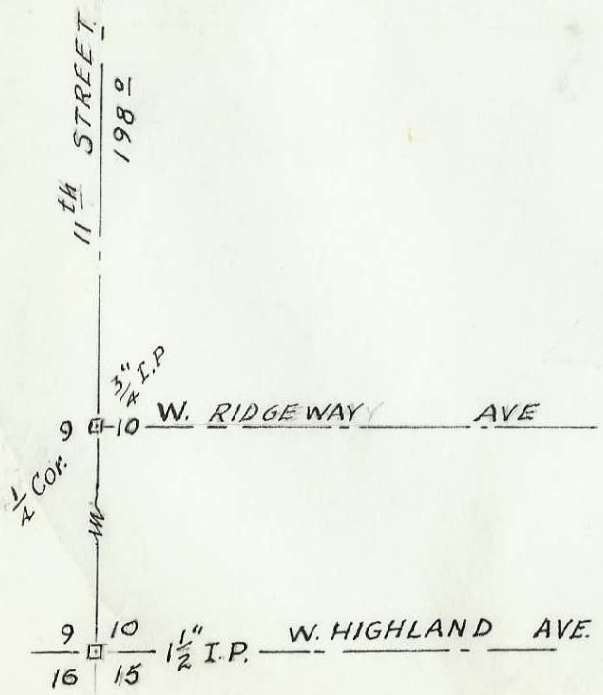 11th STREET
198º
3/4" I.P
9 10 W. RIDGEWAY AVE
1/4 Cor.
9 10
1 1/2" I.P. W. HIGHLAND AVE.
16 15